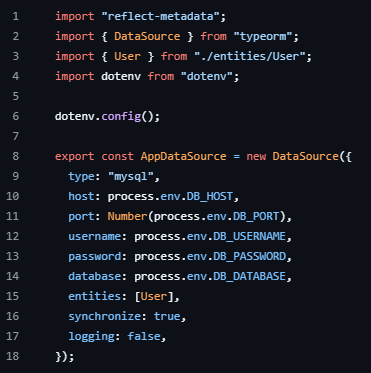 1 import "reflect-metadata";
2 import { DataSource } from "typeorm";
3 import { User } from "./entities/User";
4 import dotenv from "dotenv";
5
6 dotenv.config();
7
8 export const AppDataSource = new DataSource({
9   type: "mysql",
10   host: process.env.DB_HOST,
11   port: Number(process.env.DB_PORT),
12   username: process.env.DB_USERNAME,
13   password: process.env.DB_PASSWORD,
14   database: process.env.DB_DATABASE,
15   entities: [User],
16   synchronize: true,
17   logging: false,
18 });